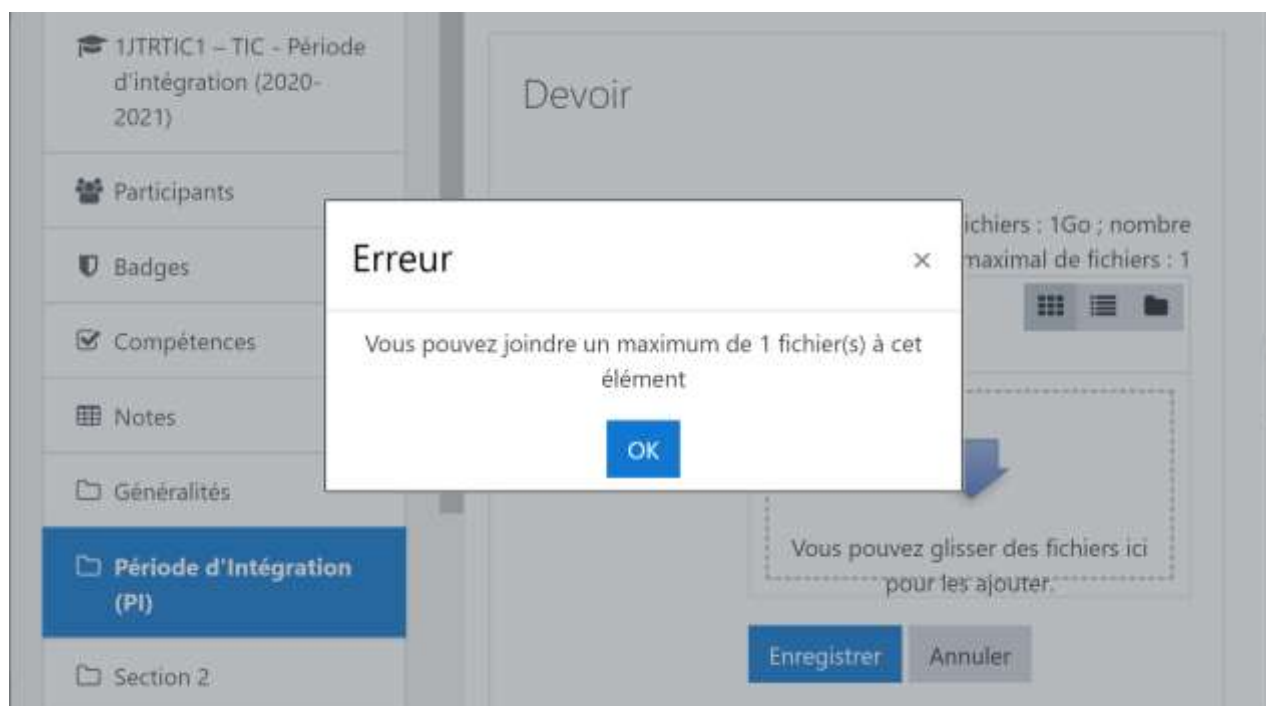 1JTRTIC1 – TIC - Période
d'intégration (2020-
2021)
Participants
Badges
Compétences
Notes
Généralités
Période d'Intégration
(PI)
Section 2
Devoir
ichiers : 1Go ; nombre
maximal de fichiers : 1
Erreur
×
Vous pouvez joindre un maximum de 1 fichier(s) à cet
élément
OK
Vous pouvez glisser des fichiers ici
pour les ajouter.
Enregistrer
Annuler